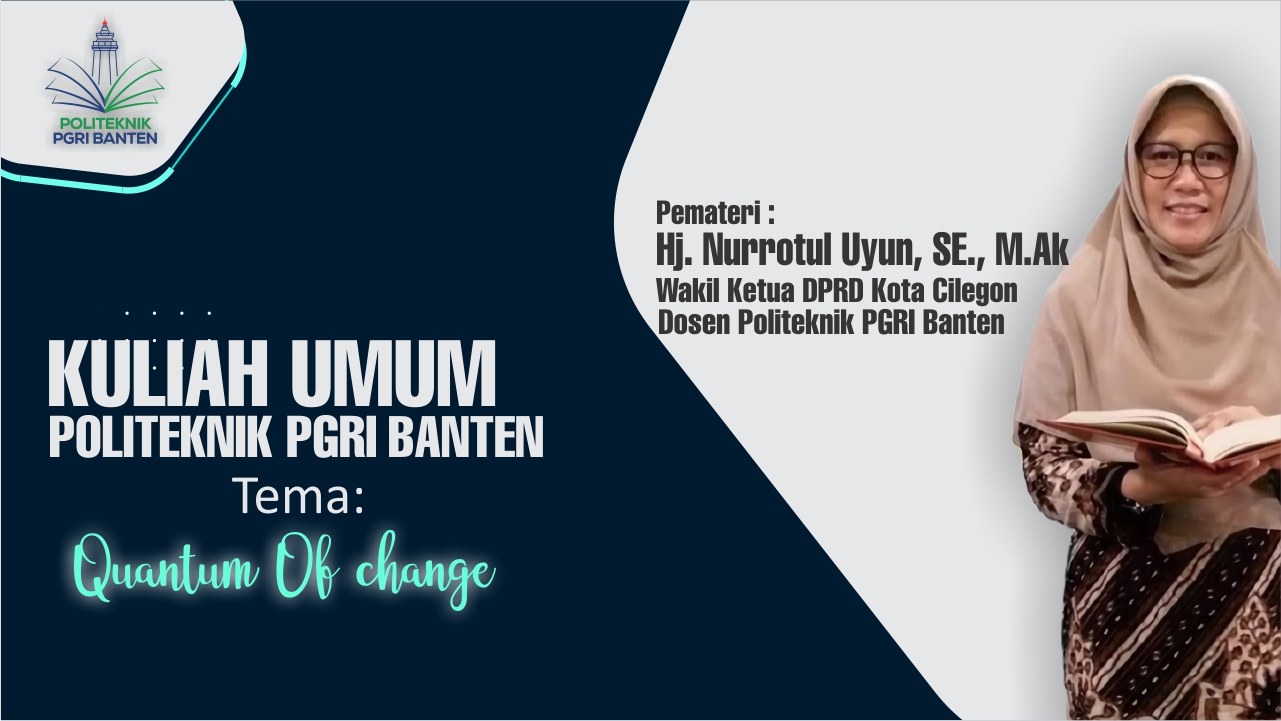 POLITEKNIK
PGRI BANTEN
Pemateri :
Hj. Nurrotul Uyun, SE., M.Ak
Wakil Ketua DPRD Kota Cilegon
Dosen Politeknik PGRI Banten
KULIAH UMUM
POLITEKNIK PGRI BANTEN
Tema:
Quantum Of change